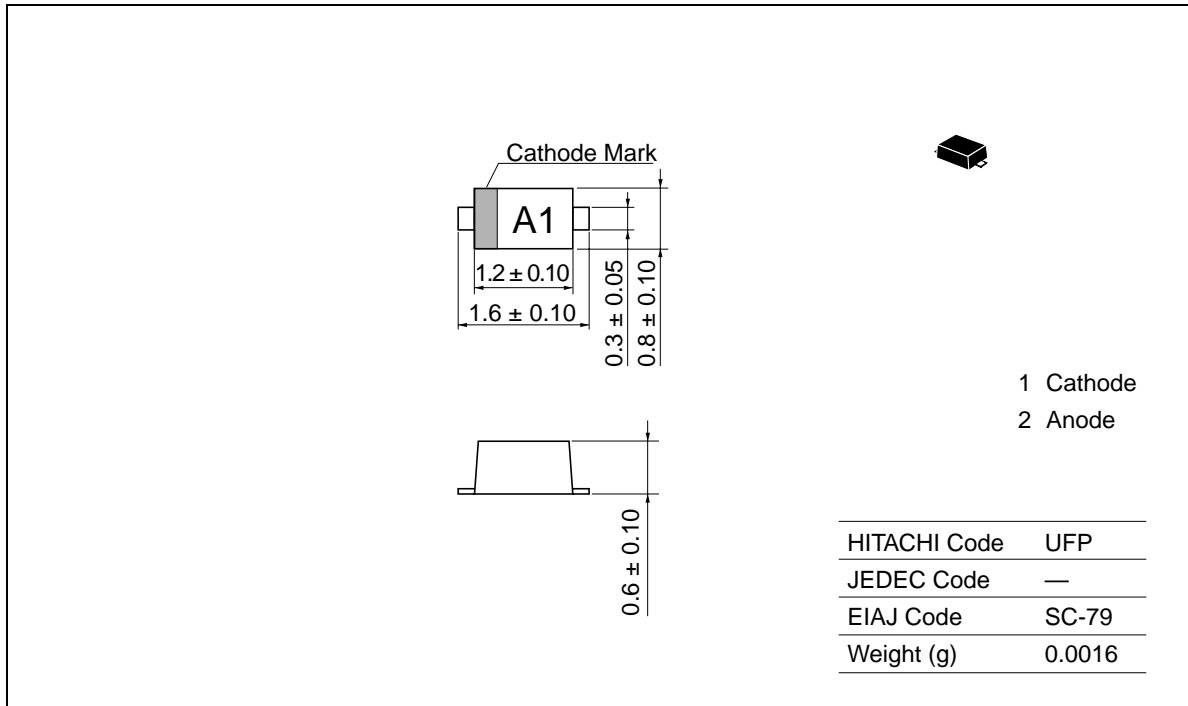 Cathode Mark
A1
1.2 ± 0.10
1.6 ± 0.10
0.3 ± 0.05
0.8 ± 0.10
1 Cathode
2 Anode
0.6 ± 0.10
HITACHI Code UFP
JEDEC Code —
EIAJ Code SC-79
Weight (g) 0.0016